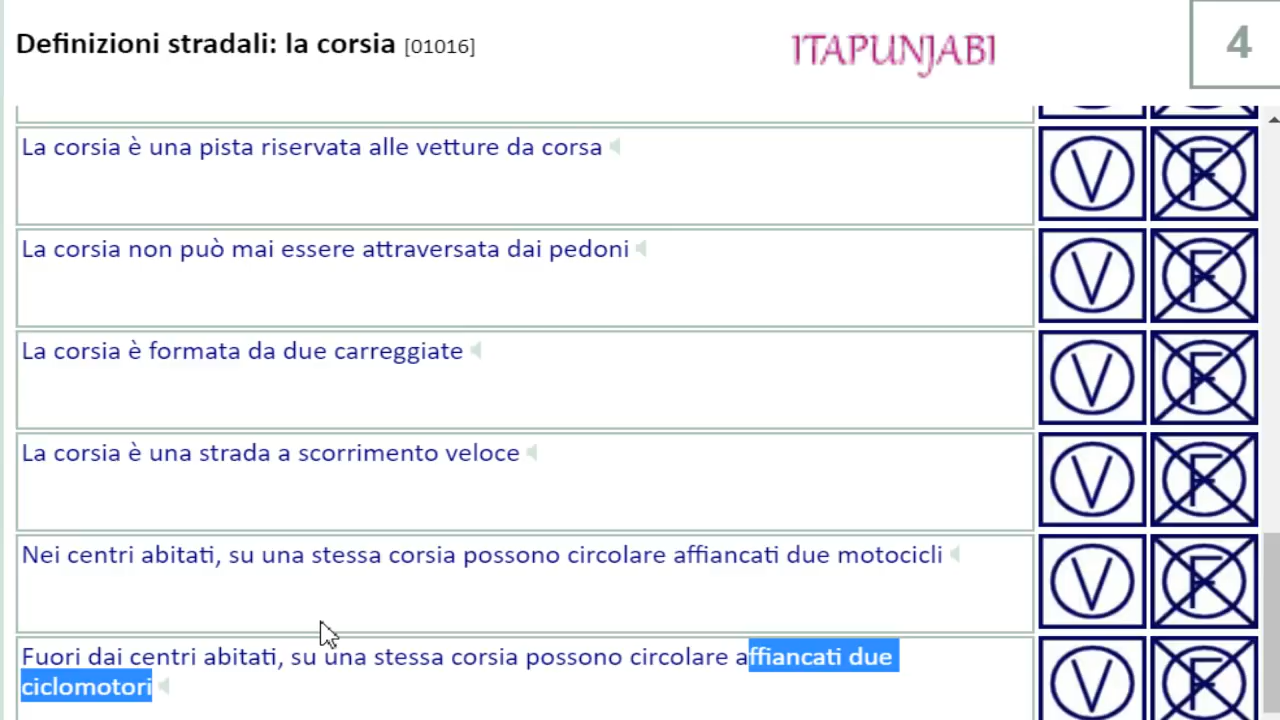 Definizioni stradali: la corsia [01016]
ITAPUNJABI
4
La corsia è una pista riservata alle vetture da corsa
V F
La corsia non può mai essere attraversata dai pedoni
V F
La corsia è formata da due carreggiate
V F
La corsia è una strada a scorrimento veloce
V F
Nei centri abitati, su una stessa corsia possono circolare affiancati due motocicli
V F
Fuori dai centri abitati, su una stessa corsia possono circolare affiancati due
ciclomotori
V F